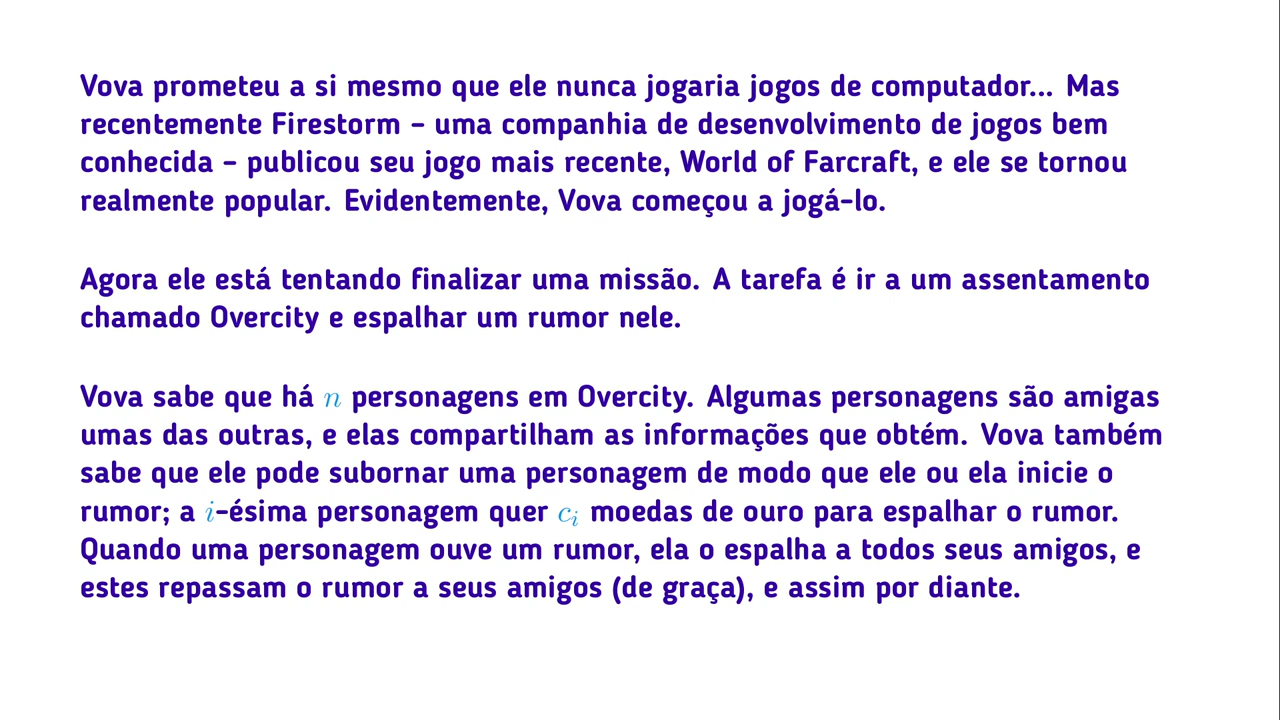 Vova prometeu a si mesmo que ele nunca jogaria jogos de computador... Mas
recentemente Firestorm – uma companhia de desenvolvimento de jogos bem
conhecida – publicou seu jogo mais recente, World of Farcraft, e ele se tornou
realmente popular. Evidentemente, Vova começou a jogá-lo.
Agora ele está tentando finalizar uma missão. A tarefa é ir a um assentamento
chamado Overcity e espalhar um rumor nele.
Vova sabe que há n personagens em Overcity. Algumas personagens são amigas
umas das outras, e elas compartilham as informações que obtém. Vova também
sabe que ele pode subornar uma personagem de modo que ele ou ela inicie o
rumor; a i-ésima personagem quer c_i moedas de ouro para espalhar o rumor.
Quando uma personagem ouve um rumor, ela o espalha a todos seus amigos, e
estes repassam o rumor a seus amigos (de graça), e assim por diante.